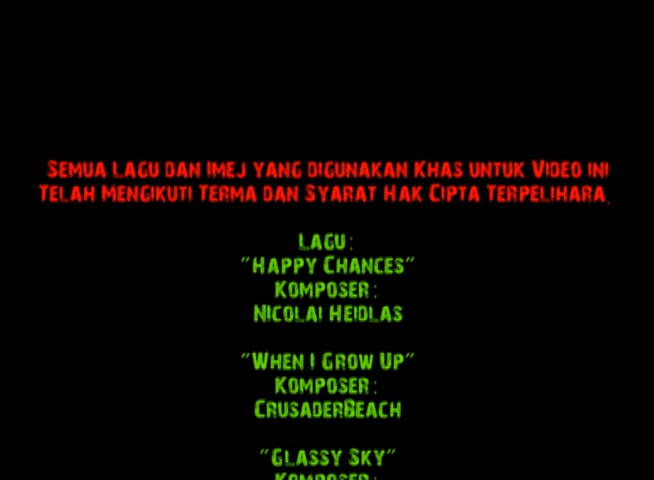 Semua Lagu dan Imej yang digunakan Khas untuk Video ini
telah mengikuti Terma dan Syarat Hak Cipta Terpelihara.
Lagu:
"Happy Chances"
Komposer:
Nicolai Heidlas
"When I Grow Up"
Komposer:
CrusaderBeach
"Glassy Sky"
Komposer: